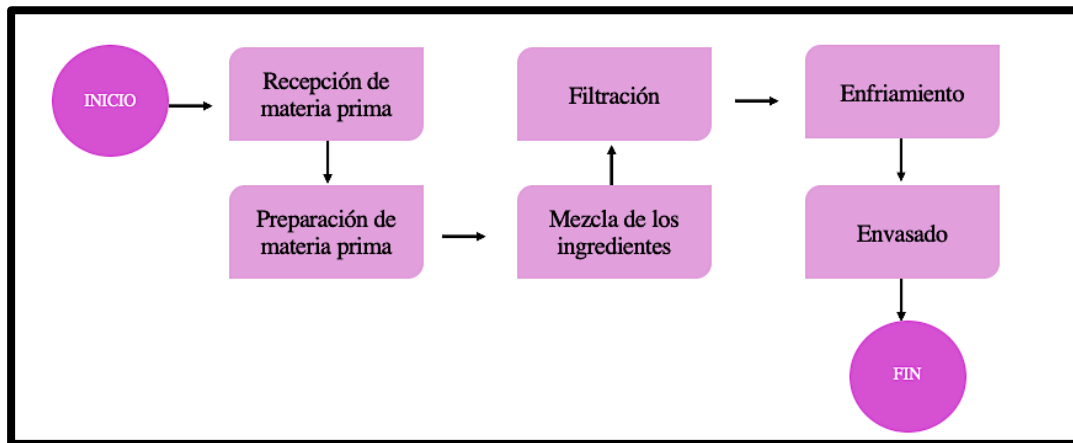 INICIO
Recepción de
materia prima
Preparación de
materia prima
Mezcla de los
ingredientes
Filtración
Enfriamiento
Envasado
FIN